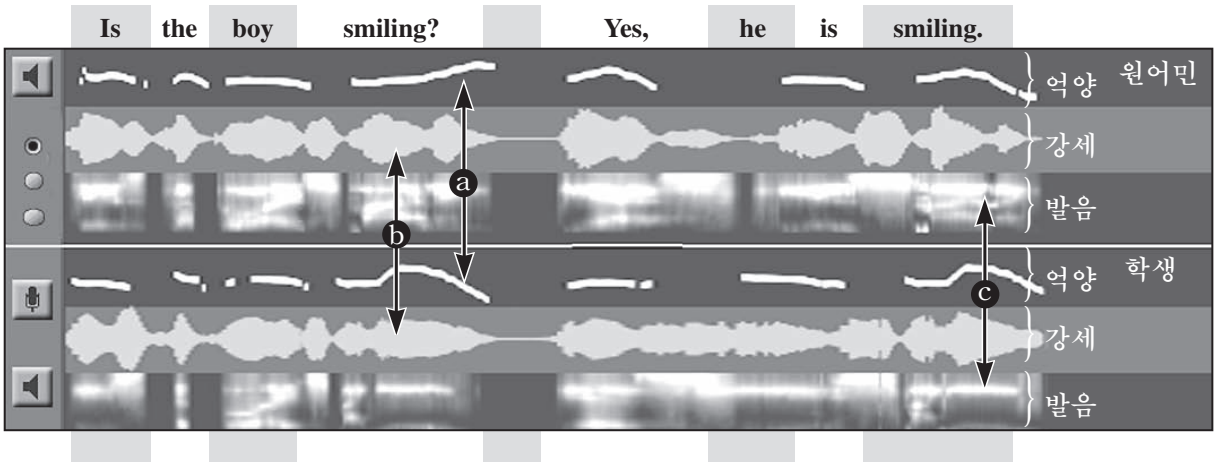 Is the boy smiling? Yes, he is smiling.
억양 원어민
강세
발음
ⓐ
ⓑ
억양 학생
ⓒ
강세
발음